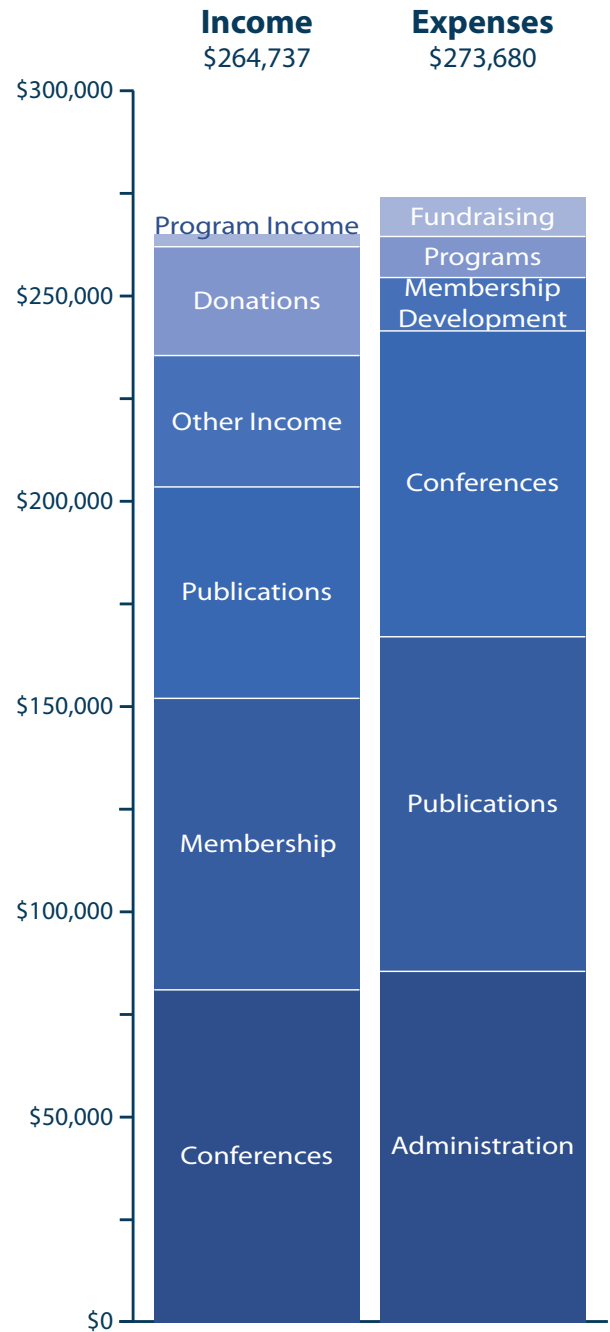 Income
$264,737
Expenses
$273,680
$300,000
$250,000
$200,000
$150,000
$100,000
$50,000
$0
Program Income
Donations
Other Income
Publications
Membership
Conferences
Fundraising
Programs
Membership
Development
Conferences
Publications
Administration